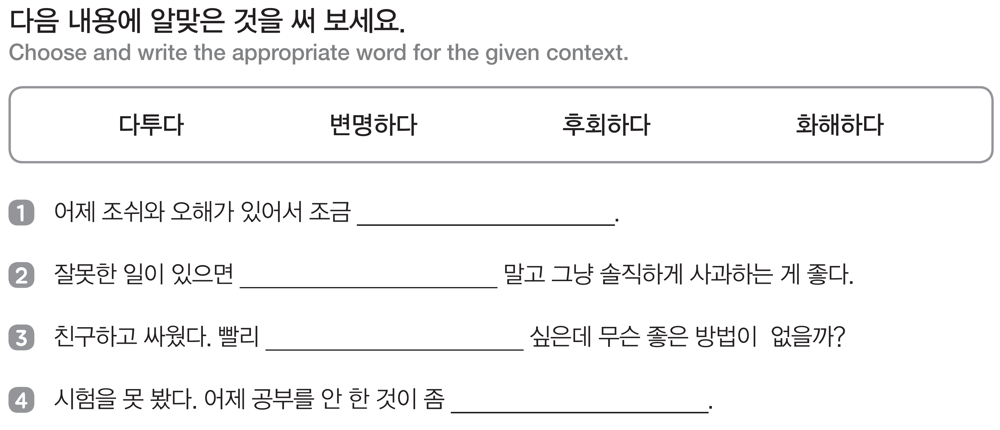 다음 내용에 알맞은 것을 써 보세요.
Choose and write the appropriate word for the given context.
다투다 변명하다 후회하다 화해하다
1 어제 조쉬와 오해가 있어서 조금 ____________.
2 잘못한 일이 있으면 ____________ 말고 그냥 솔직하게 사과하는 게 좋다.
3 친구하고 싸웠다. 빨리 ____________ 싶은데 무슨 좋은 방법이 없을까?
4 시험을 못 봤다. 어제 공부를 안 한 것이 좀 ____________.